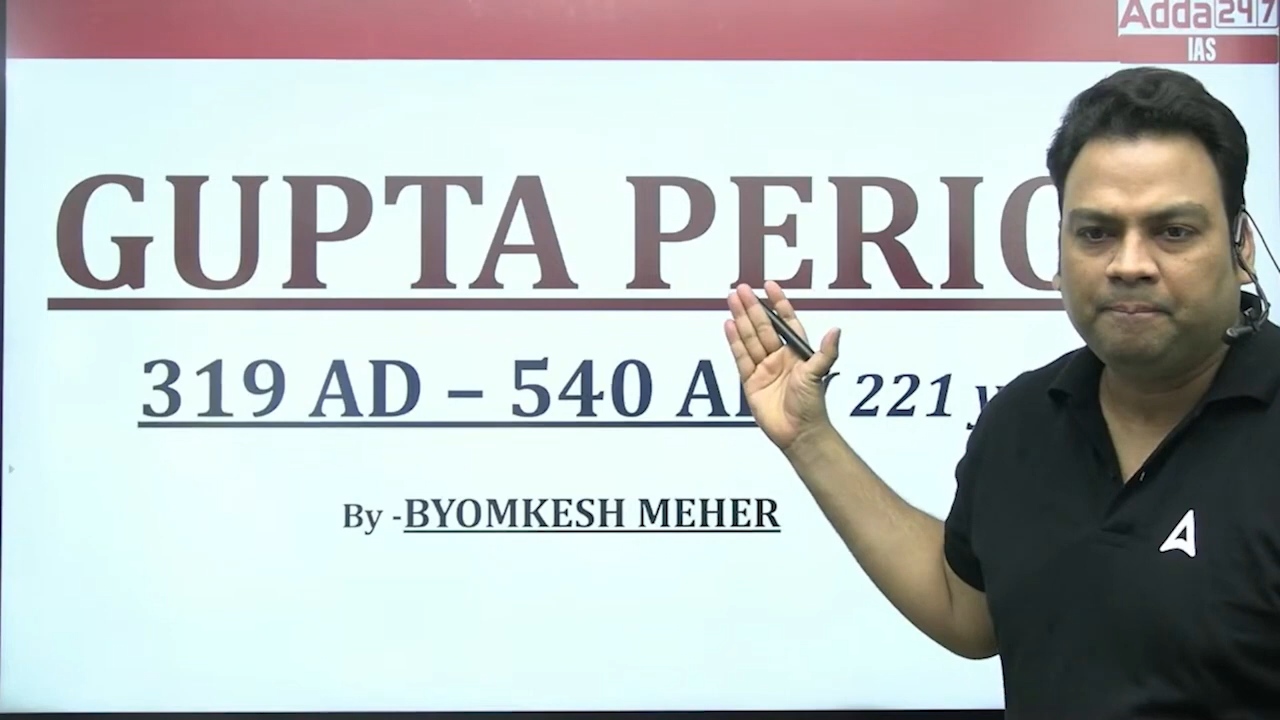 Adda247
IAS
GUPTA PERIO
319 AD – 540 A ( 221 y
By -BYOMKESH MEHER